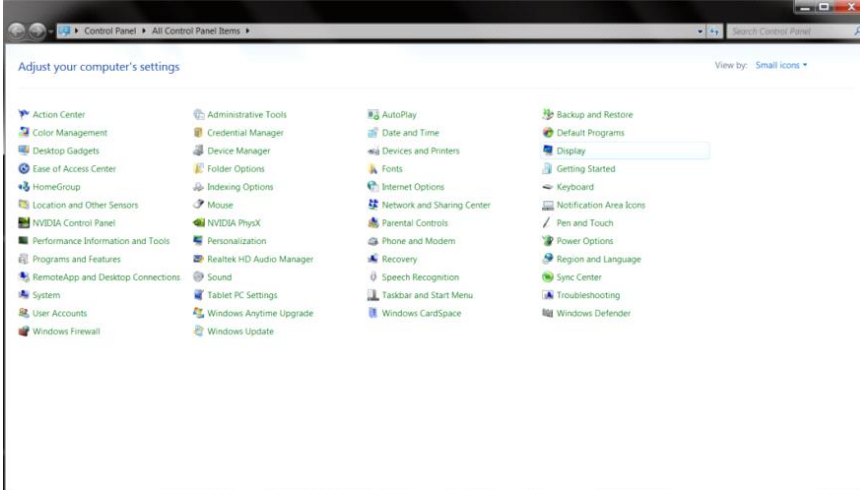 Control Panel All Control Panel Items
Search Control Panel
Adjust your computer's settings
View by: Small icons
Action Center Administrative Tools AutoPlay Backup and Restore
Color Management Credential Manager Date and Time Default Programs
Desktop Gadgets Device Manager Devices and Printers Display
Ease of Access Center Folder Options Fonts Getting Started
HomeGroup Indexing Options Internet Options Keyboard
Location and Other Sensors Mouse Network and Sharing Center Notification Area Icons
NVIDIA Control Panel NVIDIA PhysX Parental Controls Pen and Touch
Performance Information and Tools Personalization Phone and Modem Power Options
Programs and Features Realtek HD Audio Manager Recovery Region and Language
RemoteApp and Desktop Connections Sound Speech Recognition Sync Center
System Tablet PC Settings Taskbar and Start Menu Troubleshooting
User Accounts Windows Anytime Upgrade Windows CardSpace Windows Defender
Windows Firewall Windows Update